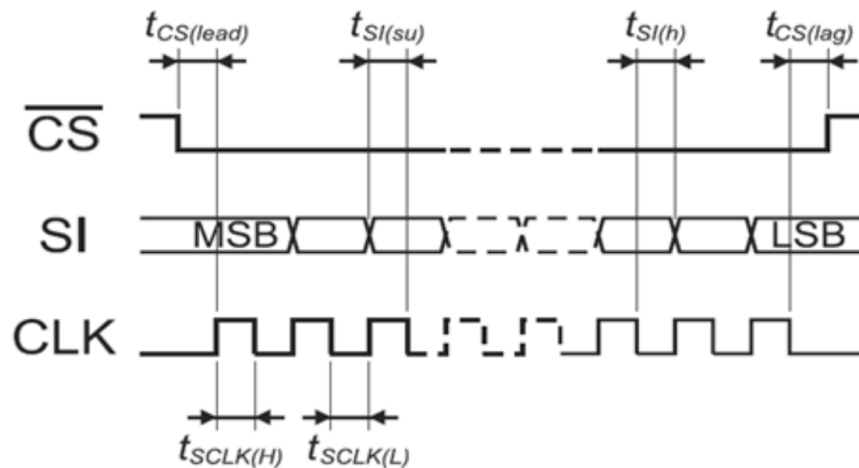 tCS(lead) tSI(su) tSI(h) tCS(lag)
CS
SI MSB LSB
CLK
tSCLK(H) tSCLK(L)